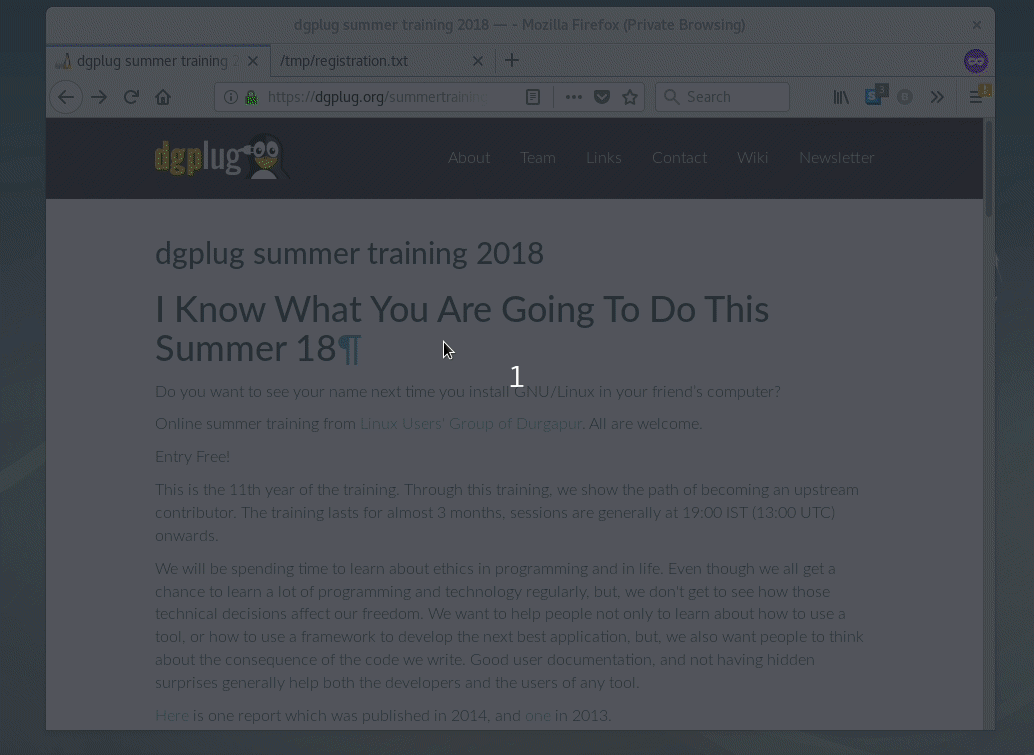 dgplug summer training 2018 — - Mozilla Firefox (Private Browsing)
dgplug summer training 2
/tmp/registration.txt
https://dgplug.org/summertrainin
Search
3
dgplug
About Team Links Contact Wiki Newsletter
dgplug summer training 2018
I Know What You Are Going To Do This
Summer 18¶
1
Do you want to see your name next time you install GNU/Linux in your friend's computer?
Online summer training from Linux Users' Group of Durgapur. All are welcome.
Entry Free!
This is the 11th year of the training. Through this training, we show the path of becoming an upstream
contributor. The training lasts for almost 3 months, sessions are generally at 19:00 IST (13:00 UTC)
onwards.
We will be spending time to learn about ethics in programming and in life. Even though we all get a
chance to learn a lot of programming and technology regularly, but, we don't get to see how those
technical decisions affect our freedom. We want to help people not only to learn about how to use a
tool, or how to use a framework to develop the next best application, but, we also want people to think
about the consequence of the code we write. Good user documentation, and not having hidden
surprises generally help both the developers and the users of any tool.
Here is one report which was published in 2014, and one in 2013.